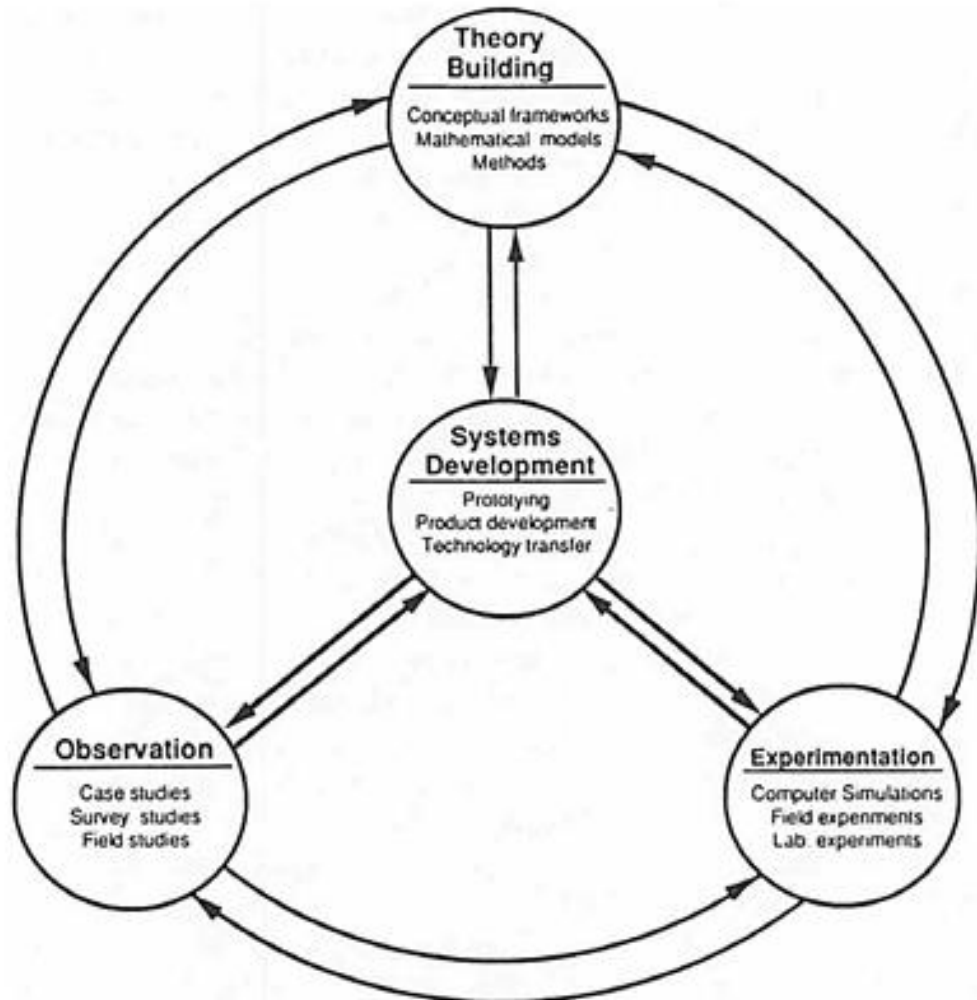 Theory
Building
Conceptual frameworks
Mathematical models
Methods
Systems
Development
Prototying
Product development
Technology transfer
Observation
Case studies
Survey studies
Field studies
Experimentation
Computer Simulations
Field experiments
Lab. experiments